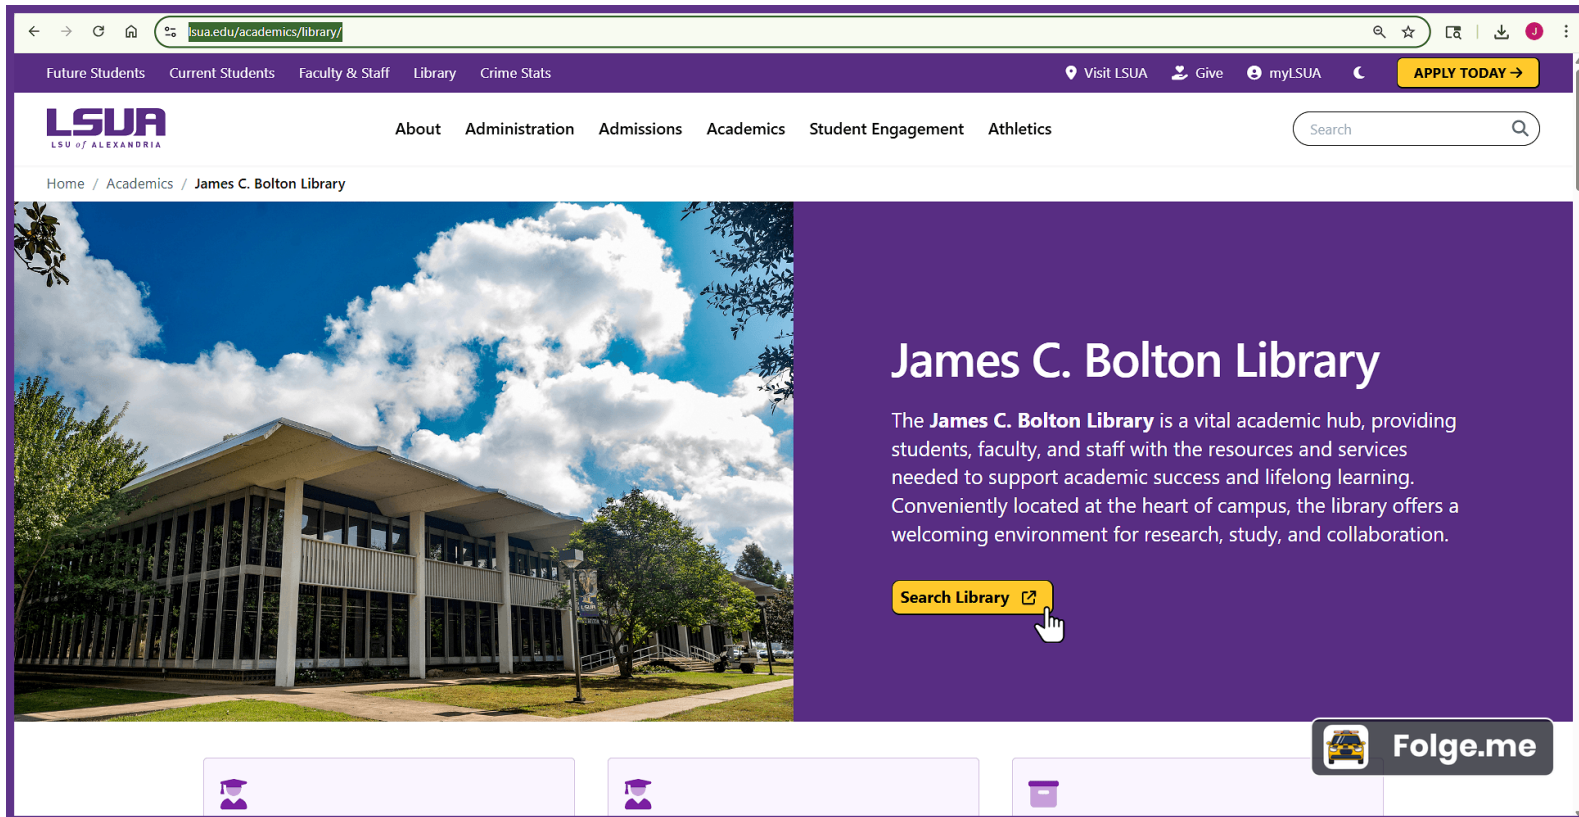 lsua.edu/academics/library/
J
Future Students Current Students Faculty & Staff Library Crime Stats Visit LSUA Give myLSUA APPLY TODAY
LSUA
LSU of ALEXANDRIA
About Administration Admissions Academics Student Engagement Athletics Search
Home / Academics / James C. Bolton Library
James C. Bolton Library
The James C. Bolton Library is a vital academic hub, providing
students, faculty, and staff with the resources and services
needed to support academic success and lifelong learning.
Conveniently located at the heart of campus, the library offers a
welcoming environment for research, study, and collaboration.
Search Library
LSUA
Folge.me